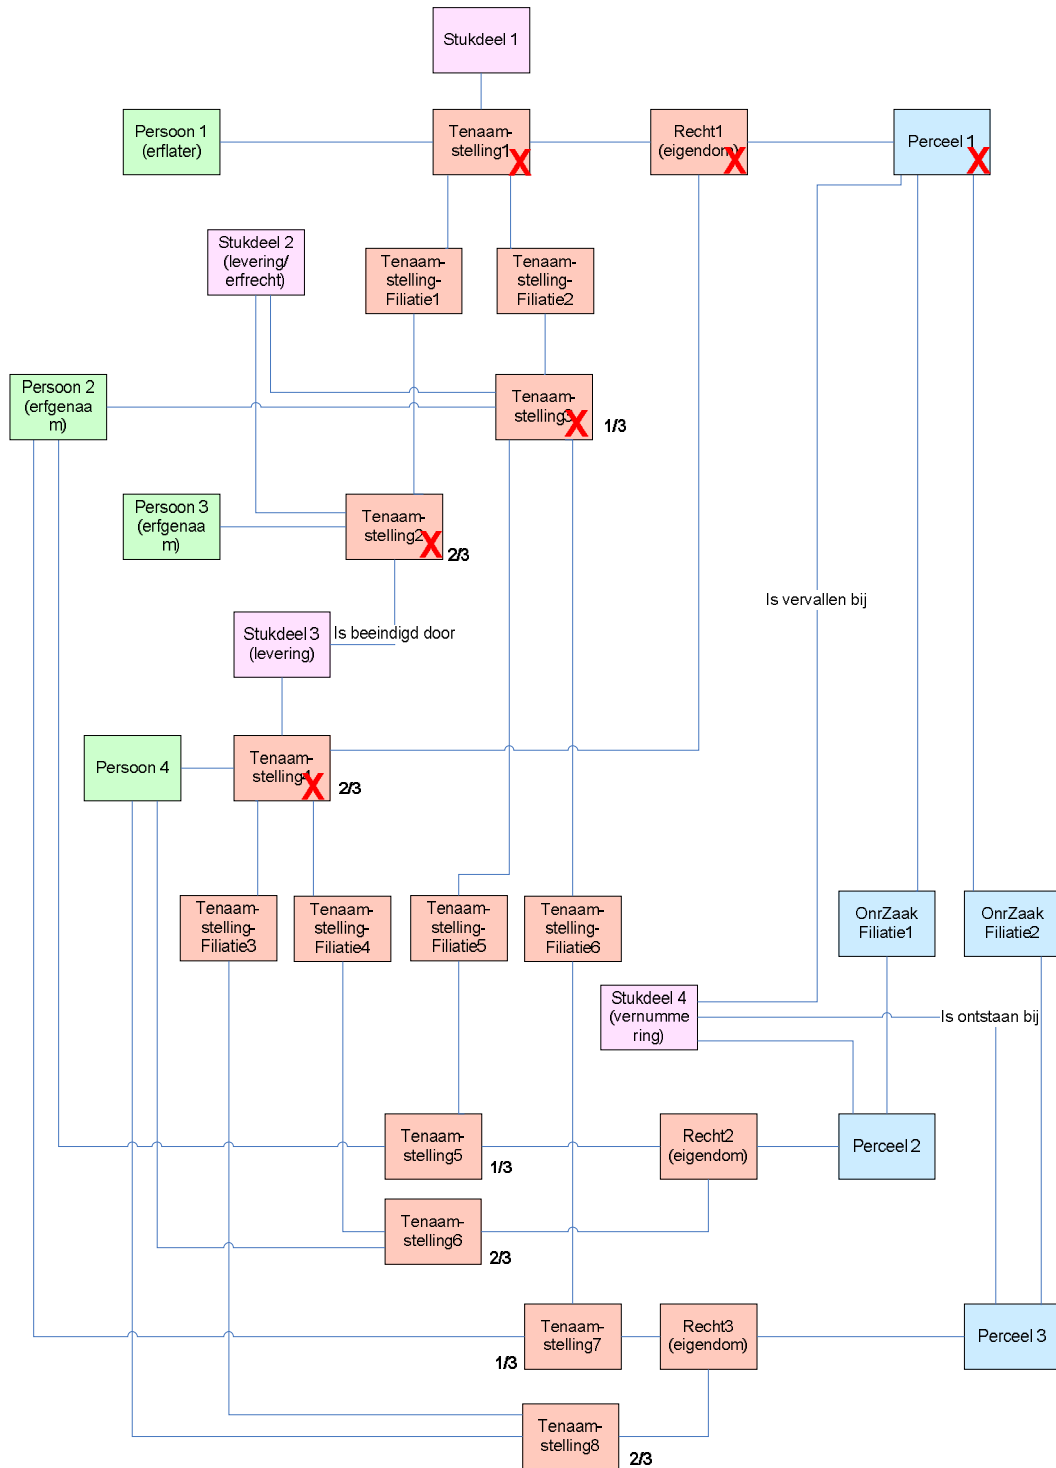 Stukdeel 1
Persoon 1
(erflater)
Tenaam-
stelling1
X
Recht1
(eigendom)
X
Perceel 1
X
Stukdeel 2
(levering/
erfrecht)
Tenaam-
stelling-
Filiatie1
Tenaam-
stelling-
Filiatie2
Persoon 2
(erfgenaa
m)
Tenaam-
stelling3
X
1/3
Persoon 3
(erfgenaa
m)
Tenaam-
stelling2
X
2/3
Is vervallen bij
Stukdeel 3
(levering)
Is beeindigd door
Persoon 4
Tenaam-
stelling4
X
2/3
Tenaam-
stelling-
Filiatie3
Tenaam-
stelling-
Filiatie4
Tenaam-
stelling-
Filiatie5
Tenaam-
stelling-
Filiatie6
OnrZaak
Filiatie1
OnrZaak
Filiatie2
Stukdeel 4
(vernumme
ring)
Is ontstaan bij
Tenaam-
stelling5
1/3
Recht2
(eigendom)
Perceel 2
Tenaam-
stelling6
2/3
Tenaam-
stelling7
1/3
Recht3
(eigendom)
Perceel 3
Tenaam-
stelling8
2/3